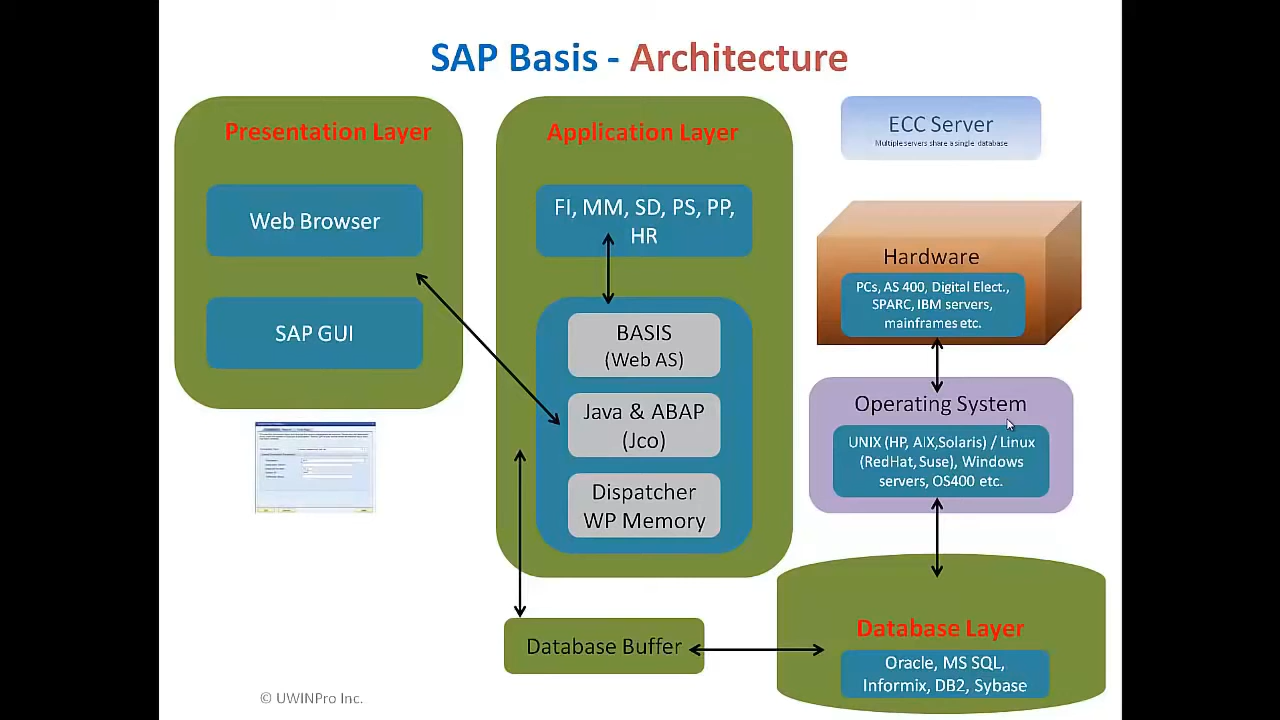 SAP Basis - Architecture
Presentation Layer
Web Browser
SAP GUI
Application Layer
FI, MM, SD, PS, PP,
HR
BASIS
(Web AS)
Java & ABAP
(Jco)
Dispatcher
WP Memory
Database Buffer
ECC Server
Multiple servers share a single database
Hardware
PCs, AS 400, Digital Elect.,
SPARC, IBM servers,
mainframes etc.
Operating System
UNIX (HP, AIX,Solaris) / Linux
(RedHat, Suse), Windows
servers, OS400 etc.
Database Layer
Oracle, MS SQL,
Informix, DB2, Sybase
© UWINPro Inc.